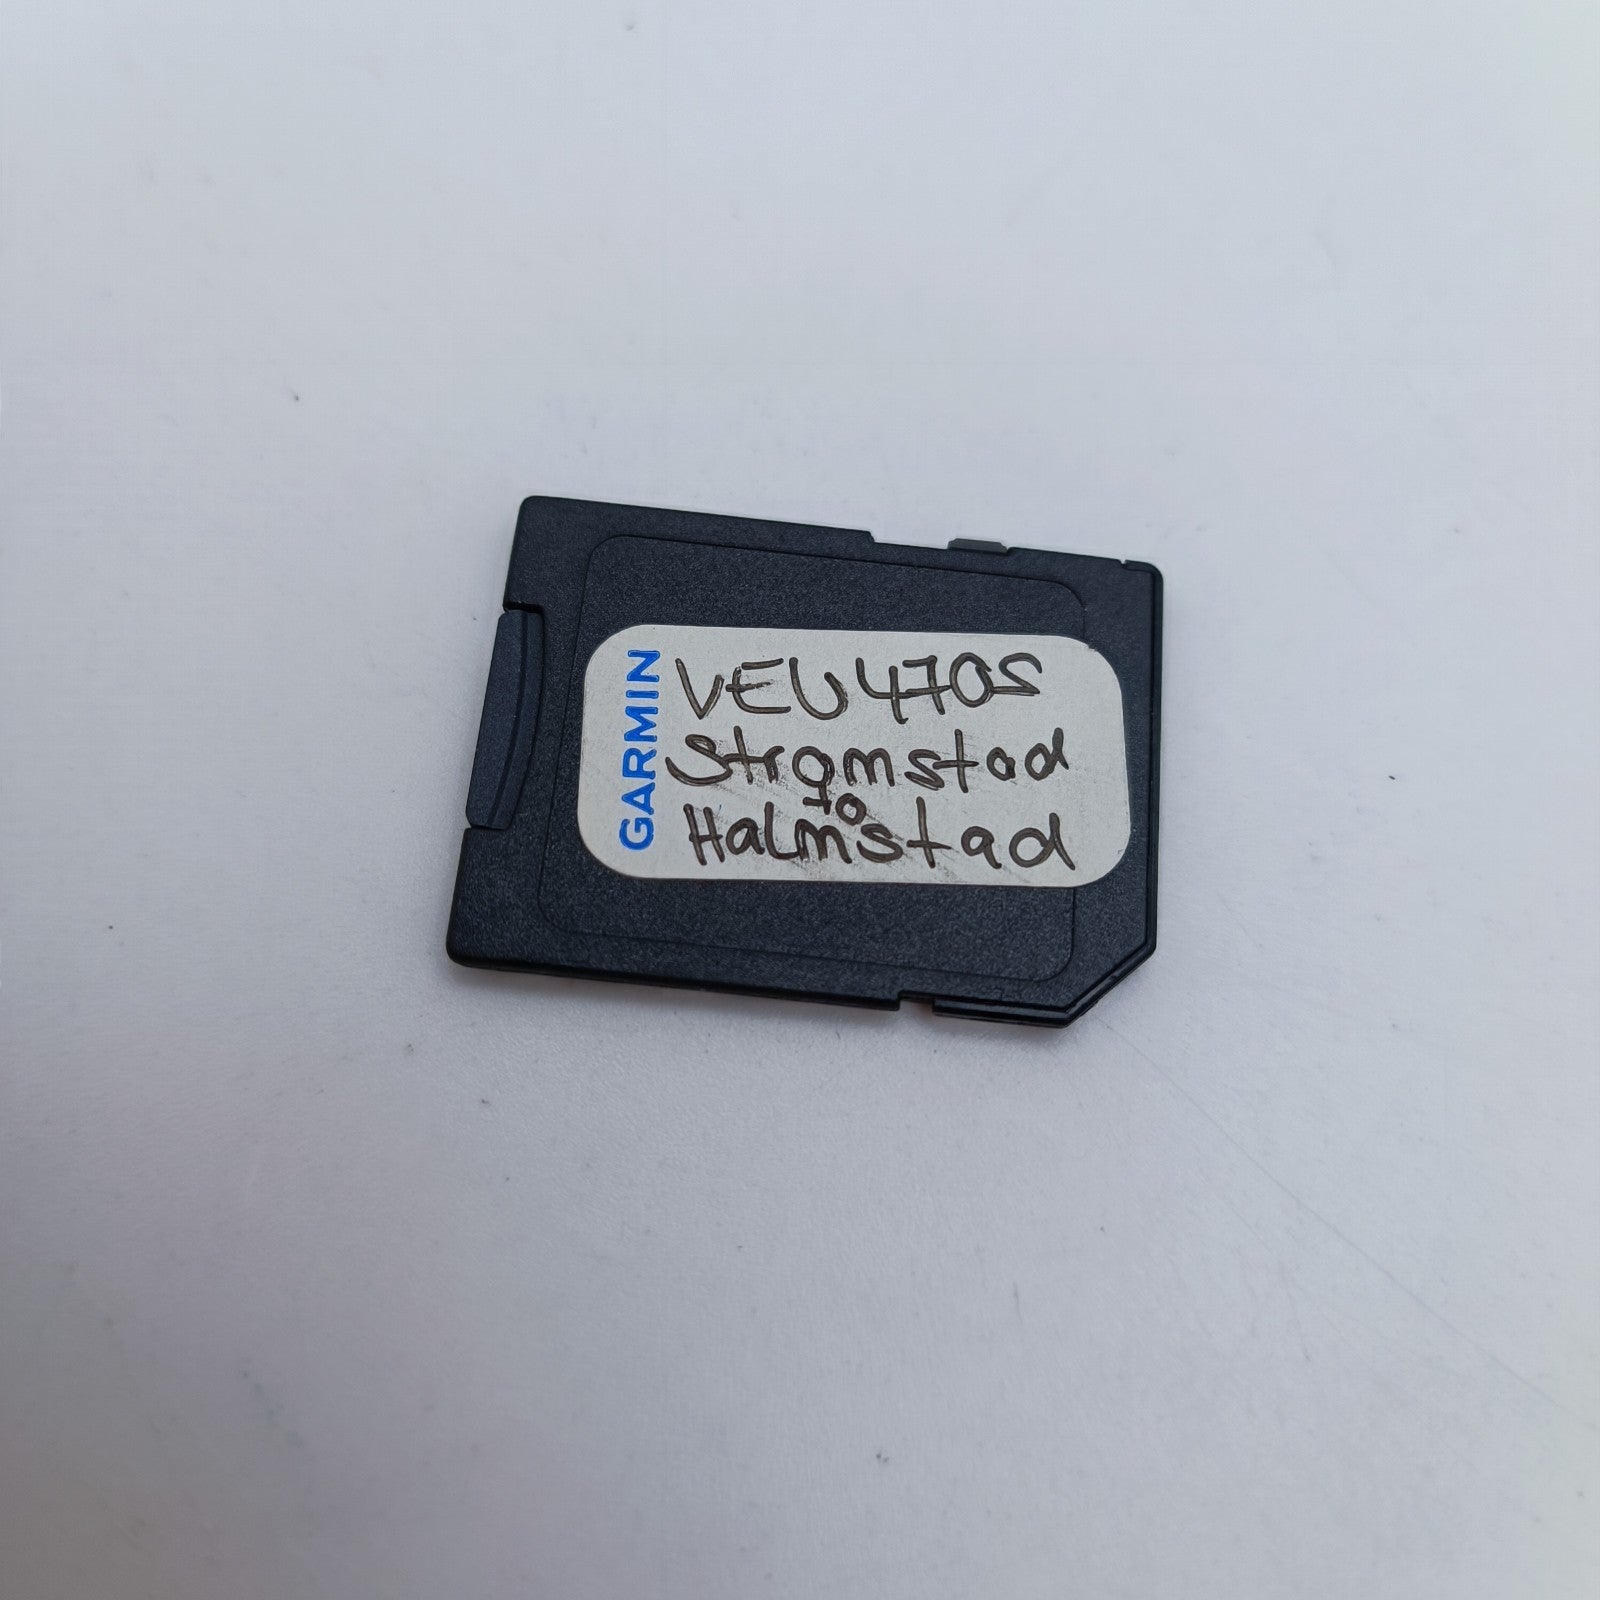 GARMIN
VEU470S
Stromstad
to
Halmstad